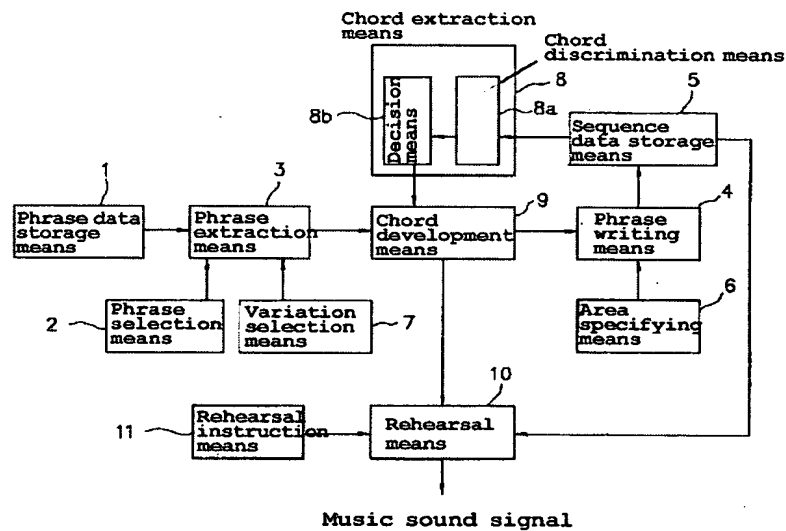 Chord extraction
means
Chord
discrimination means
8
8a
8b
Decision
means
5
Sequence
data storage
means
1
Phrase data
storage
means
3
Phrase
extraction
means
9
Chord
development
means
4
Phrase
writing
means
2
Phrase
selection
means
Variation
selection
means
7
Area
specifying
means
6
10
11
Rehearsal
instruction
means
Rehearsal
means
Music sound signal